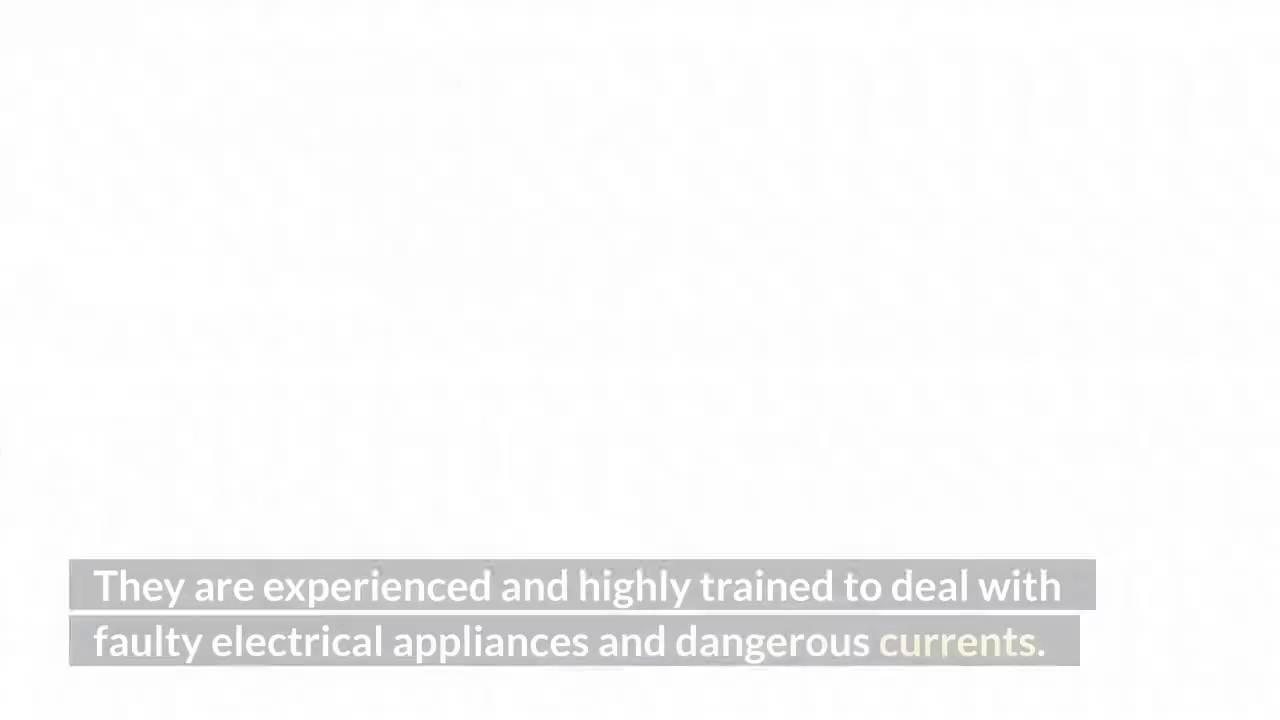 They are experienced and highly trained to deal with
faulty electrical appliances and dangerous currents.